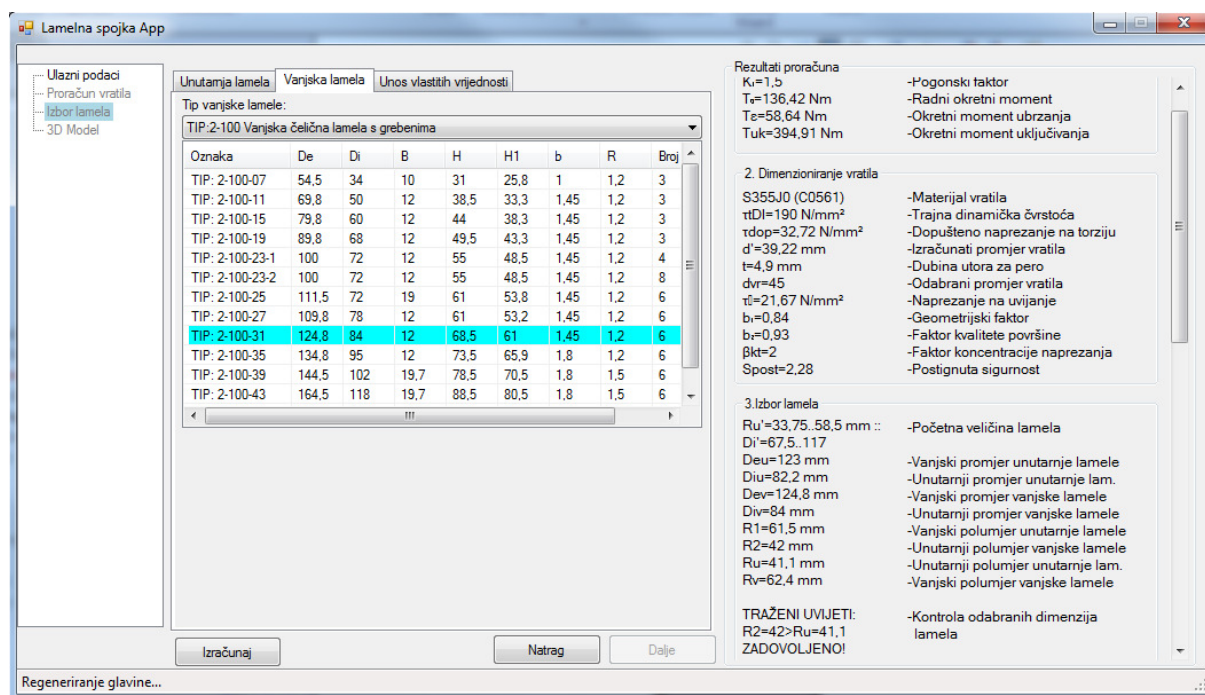 Lamelna spojka App
Ulazni podaci
Proračun vratila
Izbor lamela
3D Model
Unutarnja lamela Vanjska lamela Unos vlastitih vrijednosti
Tip vanjske lamele:
TIP:2-100 Vanjska čelična lamela s grebenima
Oznaka De Di B H H1 b R Broj
TIP: 2-100-07 54,5 34 10 31 25,8 1 1,2 3
TIP: 2-100-11 69,8 50 12 38,5 33,3 1,45 1,2 3
TIP: 2-100-15 79,8 60 12 44 38,3 1,45 1,2 3
TIP: 2-100-19 89,8 68 12 49,5 43,3 1,45 1,2 3
TIP: 2-100-23-1 100 72 12 55 48,5 1,45 1,2 4
TIP: 2-100-23-2 100 72 12 55 48,5 1,45 1,2 8
TIP: 2-100-25 111,5 72 19 61 53,8 1,45 1,2 6
TIP: 2-100-27 109,8 78 12 61 53,2 1,45 1,2 6
TIP: 2-100-31 124,8 84 12 68,5 61 1,45 1,2 6
TIP: 2-100-35 134,8 95 12 73,5 65,9 1,8 1,2 6
TIP: 2-100-39 144,5 102 19,7 78,5 70,5 1,8 1,5 6
TIP: 2-100-43 164,5 118 19,7 88,5 80,5 1,8 1,5 6
Izračunaj
Natrag
Dalje
Regeneriranje glavine...
Rezultati proračuna
Kᵢ=1,5 -Pogonski faktor
Tₑ=136,42 Nm -Radni okretni moment
Tε=58,64 Nm -Okretni moment ubrzanja
Tuk=394,91 Nm -Okretni moment uključivanja
2. Dimenzioniranje vratila
S355J0 (C0561) -Materijal vratila
τtDI=190 N/mm² -Trajna dinamička čvrstoća
τdop=32,72 N/mm² -Dopušteno naprezanje na torziju
d'=39,22 mm -Izračunati promjer vratila
t=4,9 mm -Dubina utora za pero
dvr=45 -Odabrani promjer vratila
τ▯=21,67 N/mm² -Naprezanje na uvijanje
b₁=0,84 -Geometrijski faktor
b₂=0,93 -Faktor kvalitete površine
βkt=2 -Faktor koncentracije naprezanja
Spost=2,28 -Postignuta sigurnost
3.Izbor lamela
Ru'=33,75..58,5 mm :: -Početna veličina lamela
Di'=67,5..117
Deu=123 mm -Vanjski promjer unutarnje lamele
Diu=82,2 mm -Unutarnji promjer unutarnje lam.
Dev=124,8 mm -Vanjski promjer vanjske lamele
Div=84 mm -Unutarnji promjer vanjske lamele
R1=61,5 mm -Vanjski polumjer unutarnje lamele
R2=42 mm -Unutarnji polumjer vanjske lamele
Ru=41,1 mm -Unutarnji polumjer unutarnje lam.
Rv=62,4 mm -Vanjski polumjer vanjske lamele
TRAŽENI UVIJETI: -Kontrola odabranih dimenzija
R2=42>Ru=41,1 lamela
ZADOVOLJENO!